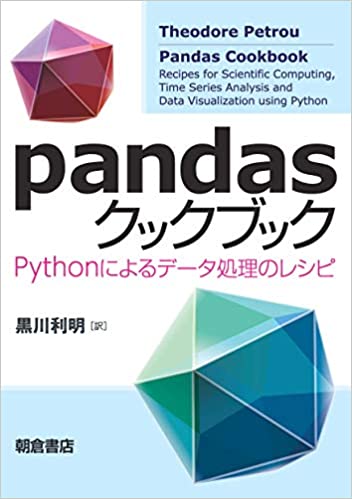 Theodore Petrou
Pandas Cookbook
Recipes for Scientific Computing,
Time Series Analysis and
Data Visualization using Python
pandas
クックブック
Pythonによるデータ処理のレシピ
黒川利明[訳]
朝倉書店